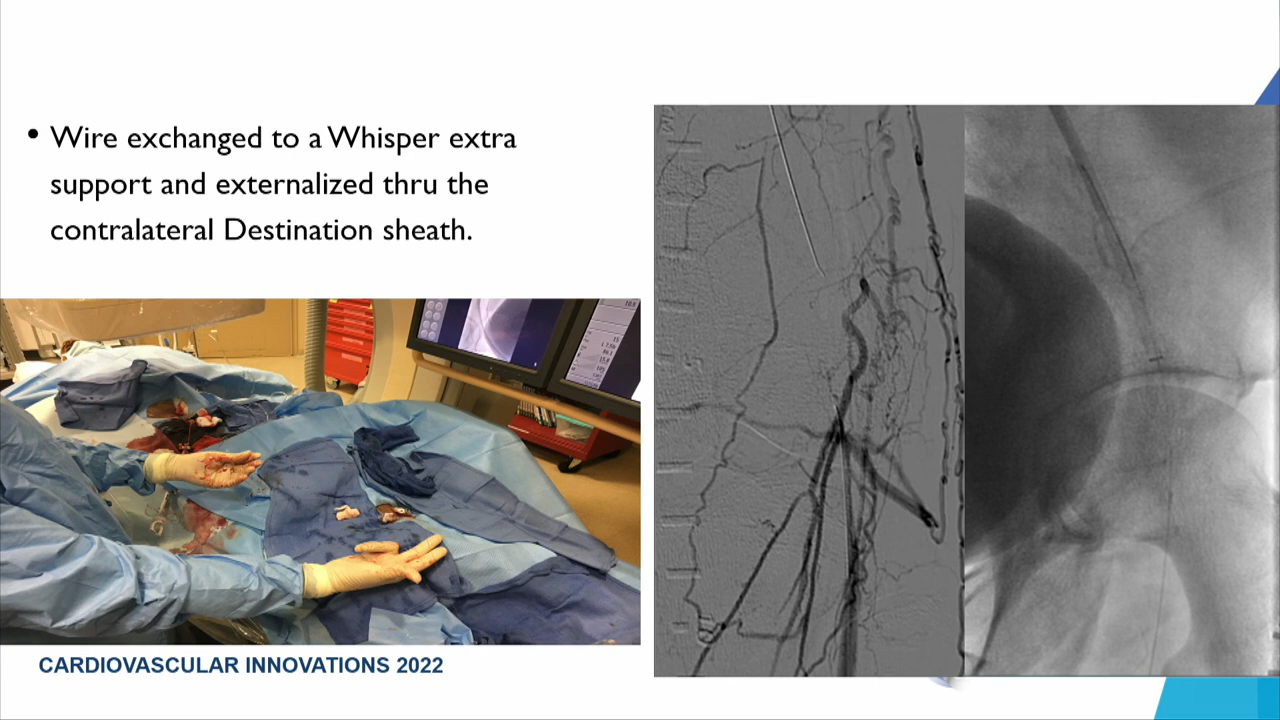 • Wire exchanged to a Whisper extra
support and externalized thru the
contralateral Destination sheath.
CARDIOVASCULAR INNOVATIONS 2022